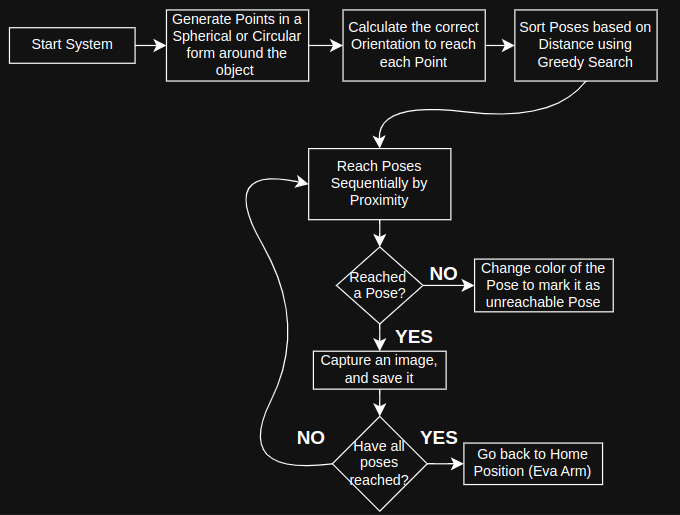 Start System
Generate Points in a
Spherical or Circular
form around the
object
Calculate the correct
Orientation to reach
each Point
Sort Poses based on
Distance using
Greedy Search
Reach Poses
Sequentially by
Proximity
Reached
a Pose?
NO
Change color of the
Pose to mark it as
unreachable Pose
YES
Capture an image,
and save it
NO
Have all
poses
reached?
YES
Go back to Home
Position (Eva Arm)